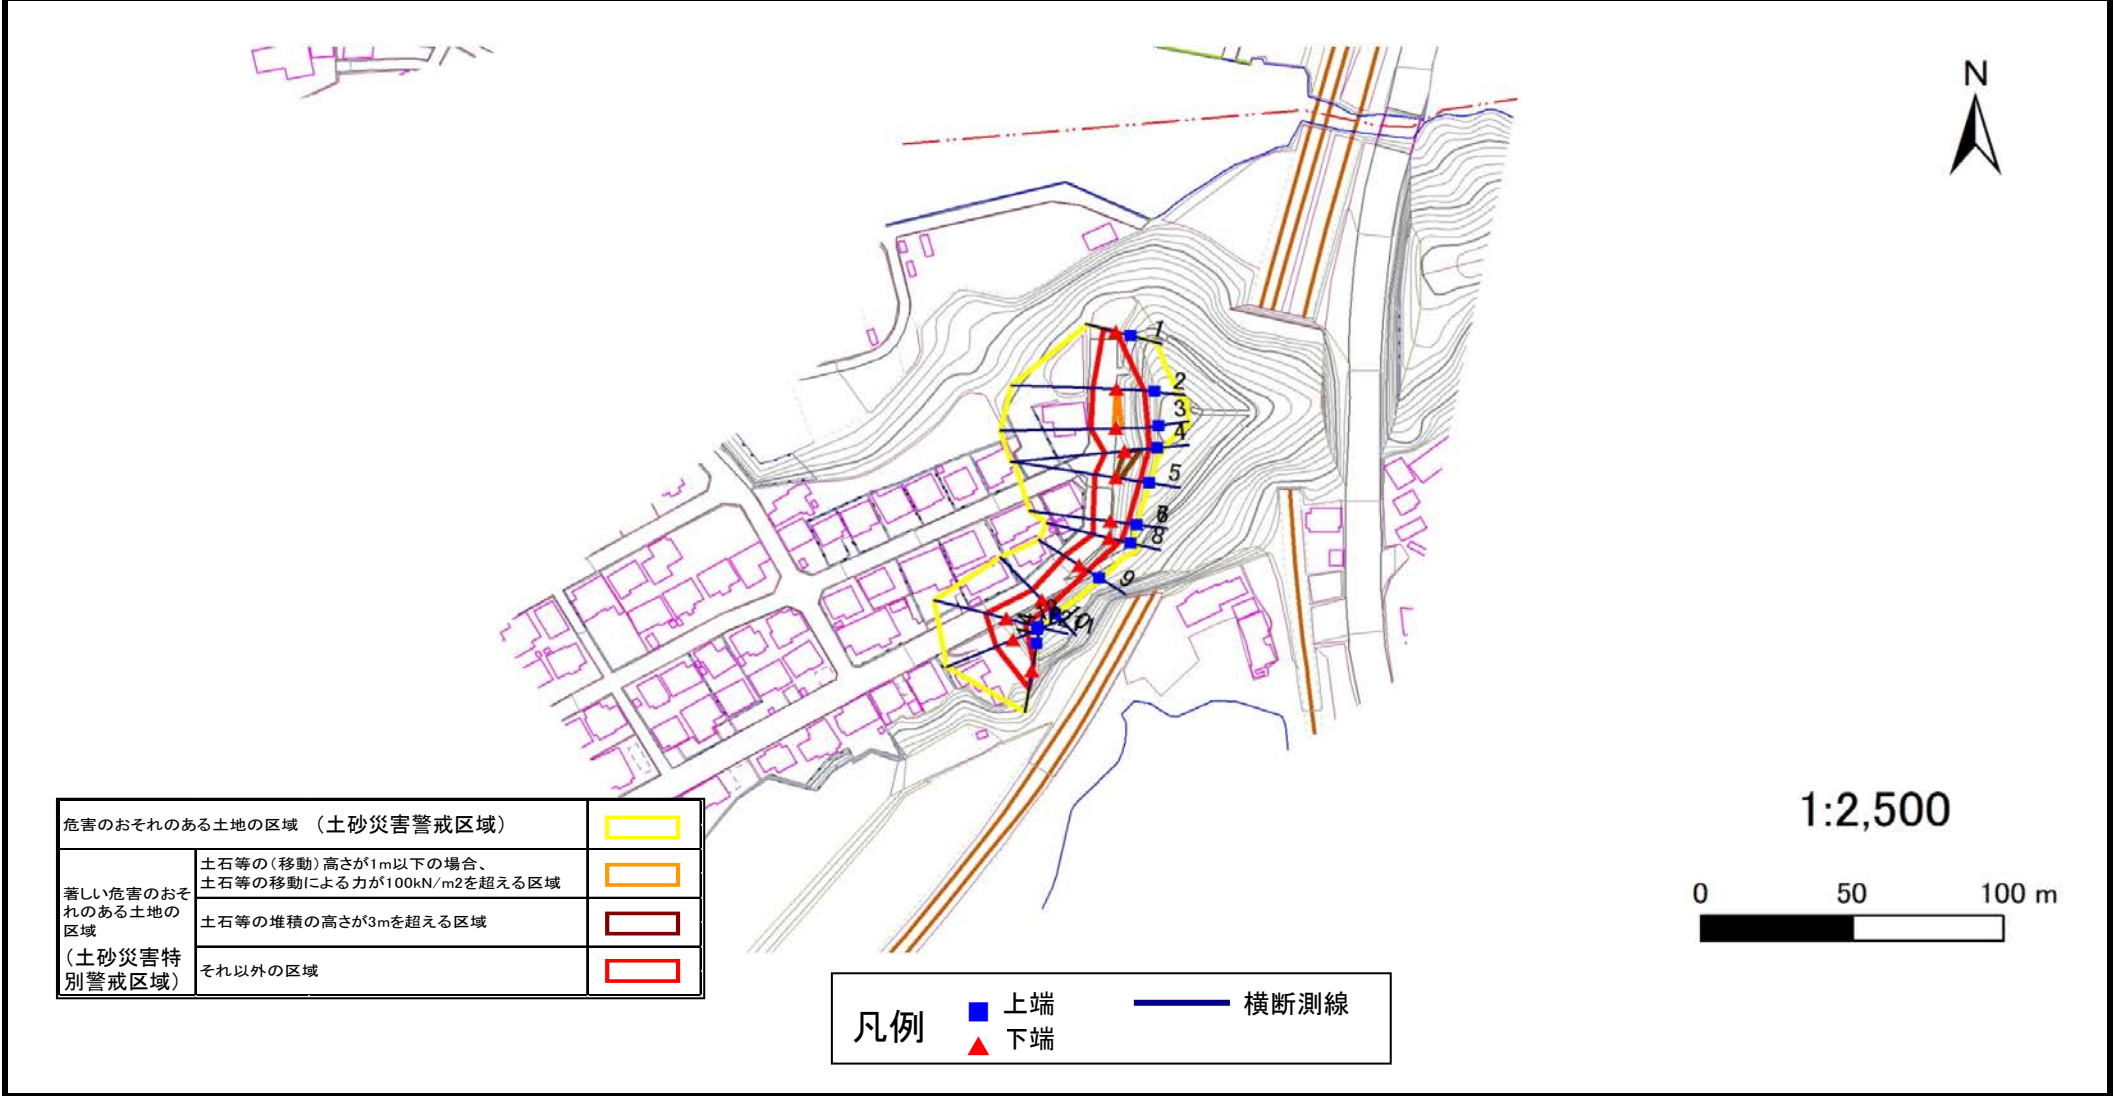 N
1
2
3
4
5
8
9
1:2,500
0 50 100 m
危害のおそれのある土地の区域 （土砂災害警戒区域）
著しい危害のおそ
れのある土地の
区域
（土砂災害特
別警戒区域）
土石等の（移動）高さが1m以下の場合、
土石等の移動による力が100kN/m2を超える区域
土石等の堆積の高さが3mを超える区域
それ以外の区域
凡例
上端
下端
横断測線